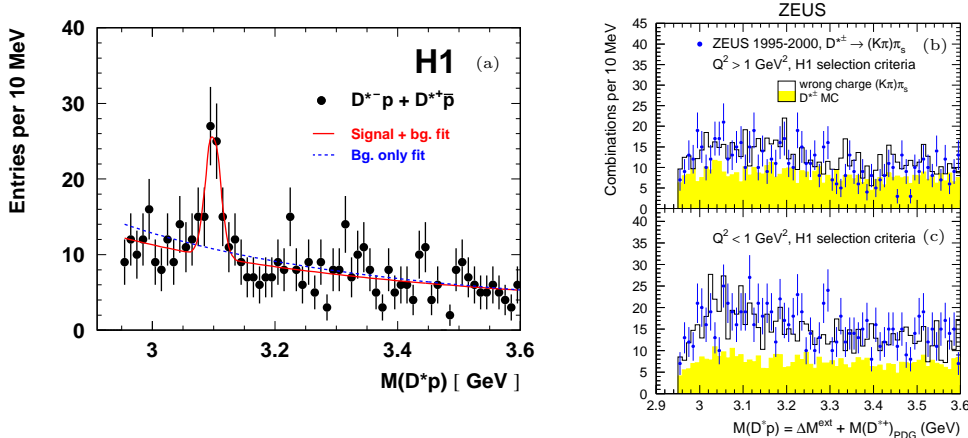 H1 (a)
D*⁻p + D*⁺p̅
Signal + bg. fit
Bg. only fit
Entries per 10 MeV
40
30
20
10
0
3 3.2 3.4 3.6
M(D*p) [ GeV ]
ZEUS
ZEUS 1995-2000, D*± → (Kπ)πs (b)
Q² > 1 GeV², H1 selection criteria
wrong charge (Kπ)πs
D*± MC
Combinations per 10 MeV
45
40
35
30
25
20
15
10
5
0
Q² < 1 GeV², H1 selection criteria (c)
40
35
30
25
20
15
10
5
0
2.9 3 3.1 3.2 3.3 3.4 3.5 3.6
M(D*p) = ΔM^ext + M(D*⁺)PDG (GeV)